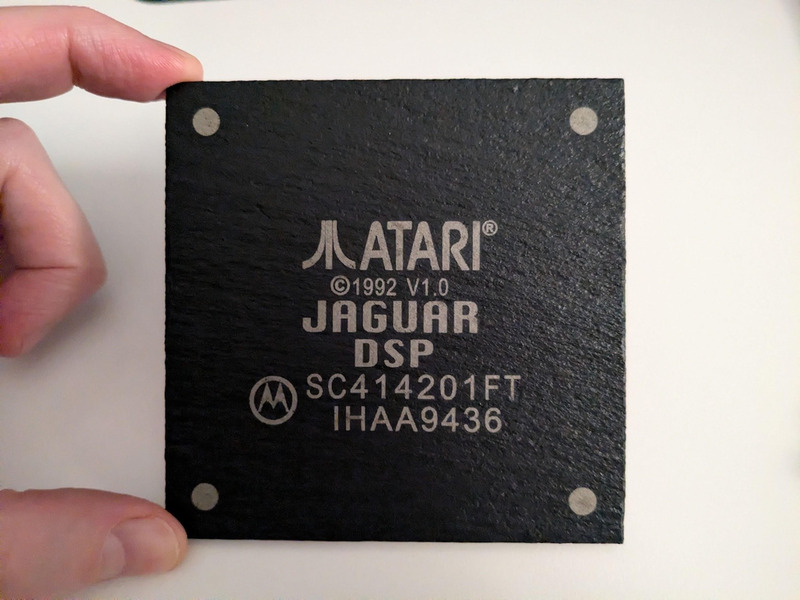 ATARI®
©1992 V1.0
JAGUAR
DSP
SC414201FT
IHAA9436